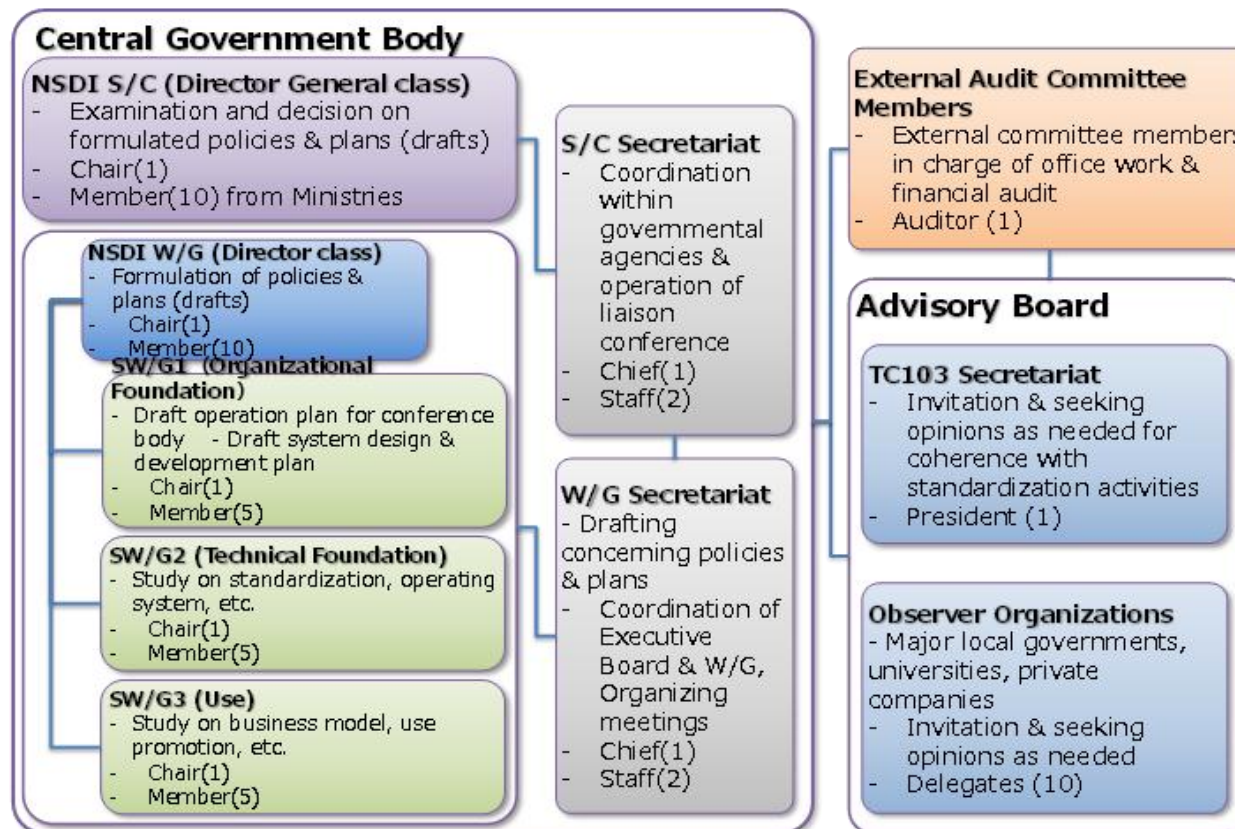 Central Government Body
NSDI S/C (Director General class)
- Examination and decision on
formulated policies & plans (drafts)
- Chair(1)
- Member(10) from Ministries
NSDI W/G (Director class)
- Formulation of policies &
plans (drafts)
- Chair(1)
- Member(10)
SW/G1 (Organizational
Foundation)
- Draft operation plan for conference
body - Draft system design &
development plan
- Chair(1)
- Member(5)
SW/G2 (Technical Foundation)
- Study on standardization, operating
system, etc.
- Chair(1)
- Member(5)
SW/G3 (Use)
- Study on business model, use
promotion, etc.
- Chair(1)
- Member(5)
S/C Secretariat
- Coordination
within
governmental
agencies &
operation of
liaison
conference
- Chief(1)
- Staff(2)
W/G Secretariat
- Drafting
concerning policies
& plans
- Coordination of
Executive
Board & W/G,
Organizing
meetings
- Chief(1)
- Staff(2)
External Audit Committee
Members
- External committee members
in charge of office work &
financial audit
- Auditor (1)
Advisory Board
TC103 Secretariat
- Invitation & seeking
opinions as needed for
coherence with
standardization activities
- President (1)
Observer Organizations
- Major local governments,
universities, private
companies
- Invitation & seeking
opinions as needed
- Delegates (10)